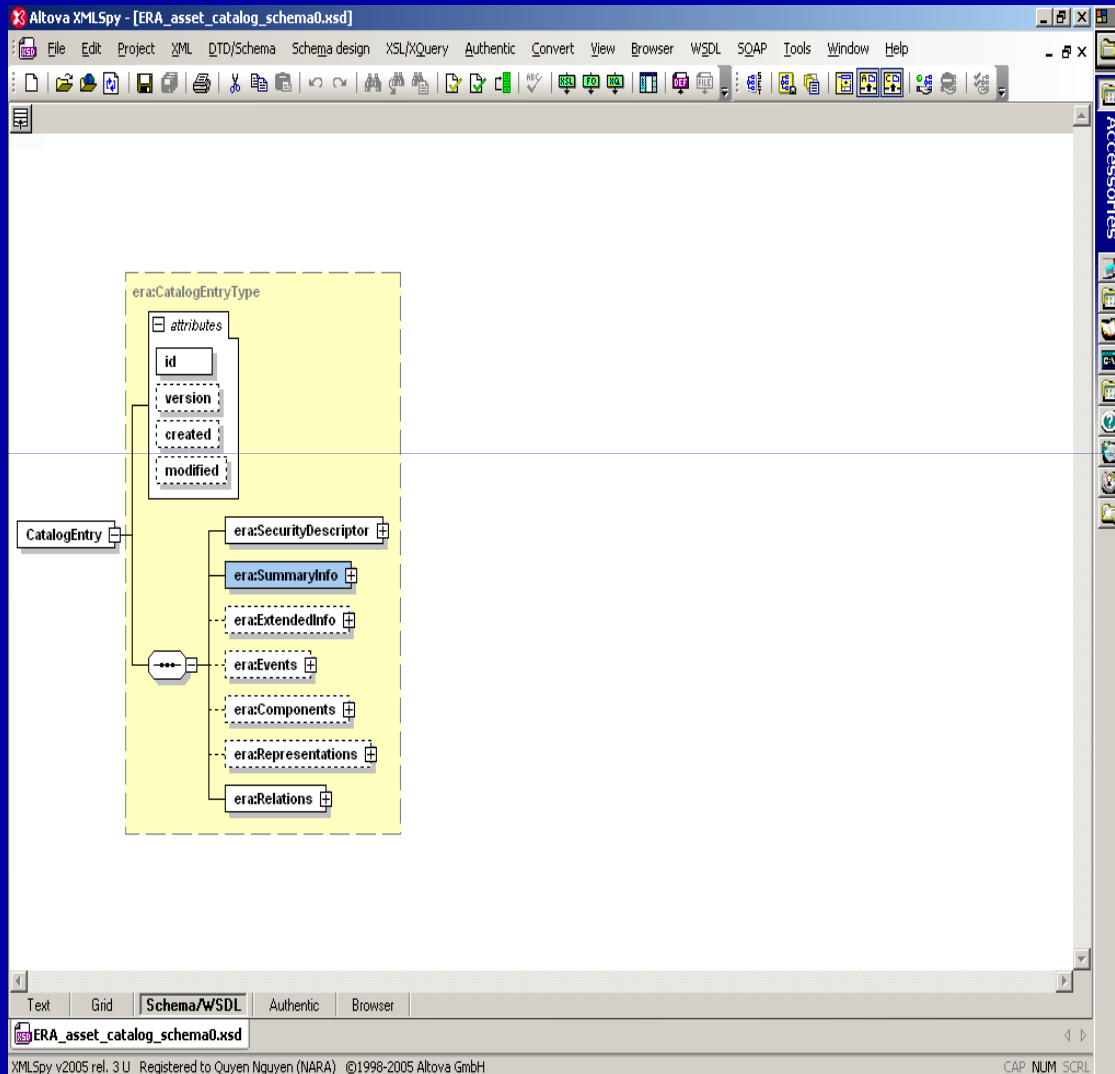 Altova XMLSpy - [ERA_asset_catalog_schema0.xsd]
File Edit Project XML DTD/Schema Schema design XSL/XQuery Authentic Convert View Browser WSDL SOAP Tools Window Help
Accessories
era:CatalogEntryType
attributes
id
version
created
modified
CatalogEntry
era:SecurityDescriptor
era:SummaryInfo
era:ExtendedInfo
era:Events
era:Components
era:Representations
era:Relations
Text Grid Schema/WSDL Authentic Browser
ERA_asset_catalog_schema0.xsd
XMLSpy v2005 rel. 3 U Registered to Quyen Nguyen (NARA) ©1998-2005 Altova GmbH CAP NUM SCRL